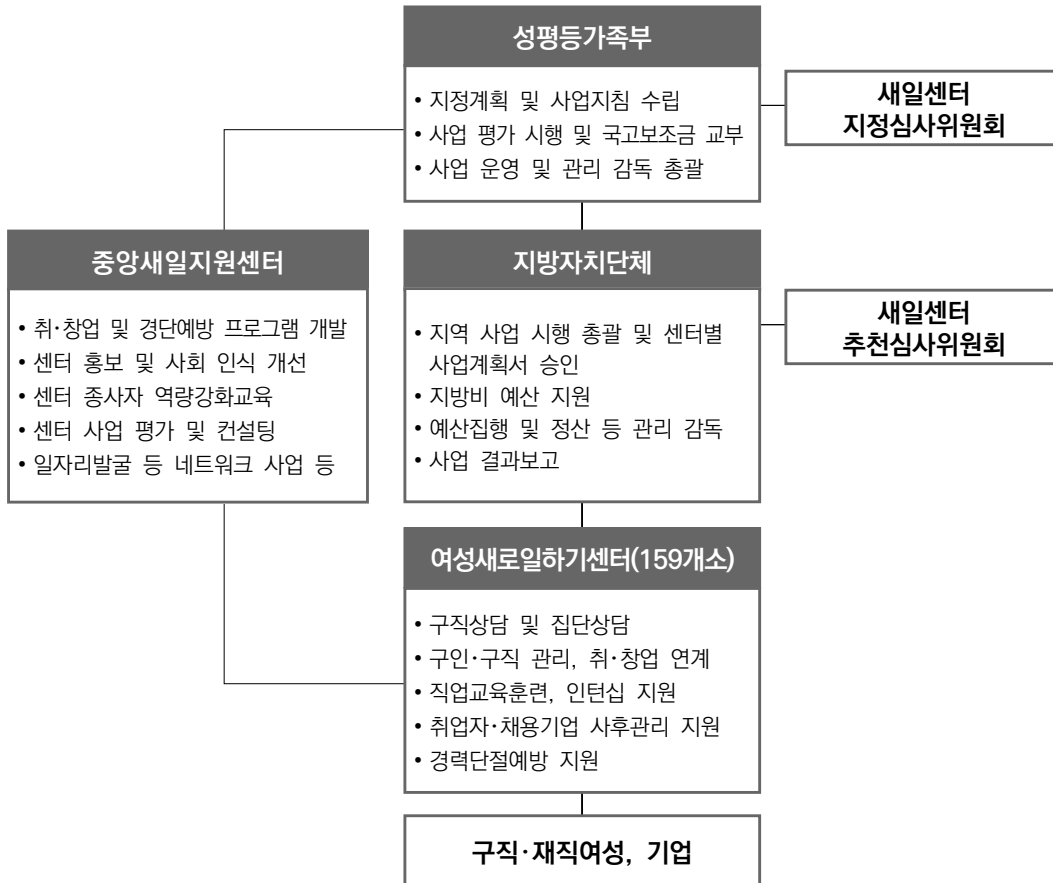 성평등가족부
• 지정계획 및 사업지침 수립
• 사업 평가 시행 및 국고보조금 교부
• 사업 운영 및 관리 감독 총괄
새일센터
지정심사위원회
중앙새일지원센터
• 취·창업 및 경단예방 프로그램 개발
• 센터 홍보 및 사회 인식 개선
• 센터 종사자 역량강화교육
• 센터 사업 평가 및 컨설팅
• 일자리발굴 등 네트워크 사업 등
지방자치단체
• 지역 사업 시행 총괄 및 센터별
사업계획서 승인
• 지방비 예산 지원
• 예산집행 및 정산 등 관리 감독
• 사업 결과보고
새일센터
추천심사위원회
여성새로일하기센터(159개소)
• 구직상담 및 집단상담
• 구인·구직 관리, 취·창업 연계
• 직업교육훈련, 인턴십 지원
• 취업자·채용기업 사후관리 지원
• 경력단절예방 지원
구직·재직여성, 기업